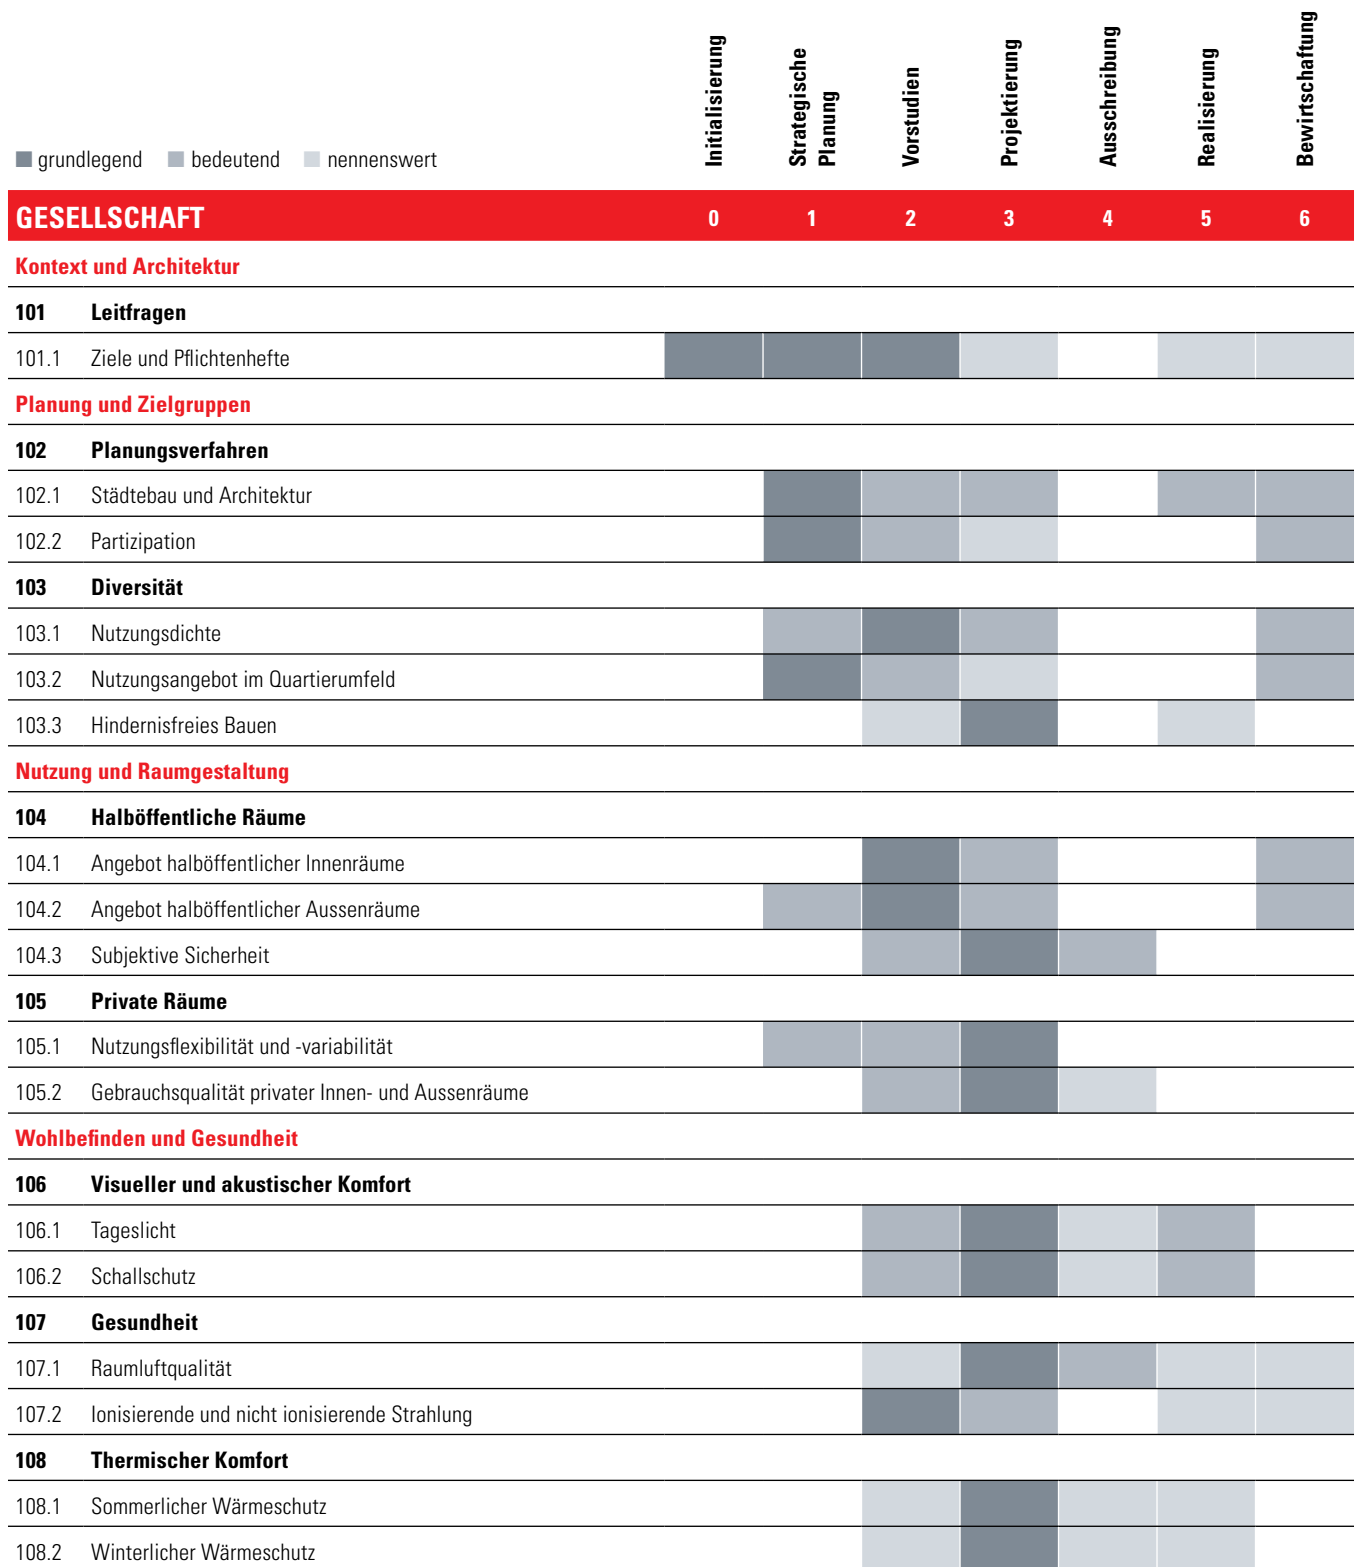 Initialisierung
Strategische
Planung
Vorstudien
Projektierung
Ausschreibung
Realisierung
Bewirtschaftung
grundlegend bedeutend nennenswert
GESELLSCHAFT 0 1 2 3 4 5 6
Kontext und Architektur
101 Leitfragen
101.1 Ziele und Pflichtenhefte
Planung und Zielgruppen
102 Planungsverfahren
102.1 Städtebau und Architektur
102.2 Partizipation
103 Diversität
103.1 Nutzungsdichte
103.2 Nutzungsangebot im Quartierumfeld
103.3 Hindernisfreies Bauen
Nutzung und Raumgestaltung
104 Halböffentliche Räume
104.1 Angebot halböffentlicher Innenräume
104.2 Angebot halböffentlicher Aussenräume
104.3 Subjektive Sicherheit
105 Private Räume
105.1 Nutzungsflexibilität und -variabilität
105.2 Gebrauchsqualität privater Innen- und Aussenräume
Wohlbefinden und Gesundheit
106 Visueller und akustischer Komfort
106.1 Tageslicht
106.2 Schallschutz
107 Gesundheit
107.1 Raumluftqualität
107.2 Ionisierende und nicht ionisierende Strahlung
108 Thermischer Komfort
108.1 Sommerlicher Wärmeschutz
108.2 Winterlicher Wärmeschutz